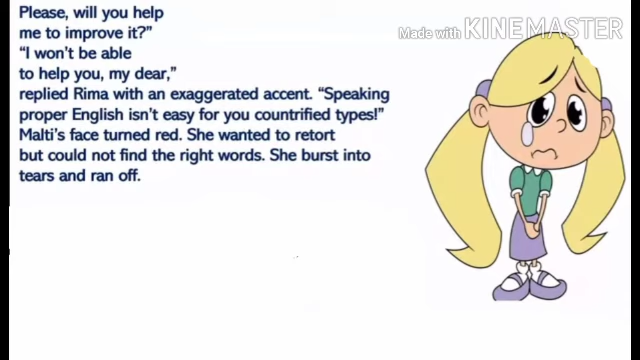 Please, will you help
me to improve it?”
“I won’t be able
to help you, my dear,”
replied Rima with an exaggerated accent. “Speaking
proper English isn’t easy for you countrified types!”
Malti’s face turned red. She wanted to retort
but could not find the right words. She burst into
tears and ran off.
Made with KINEMASTER